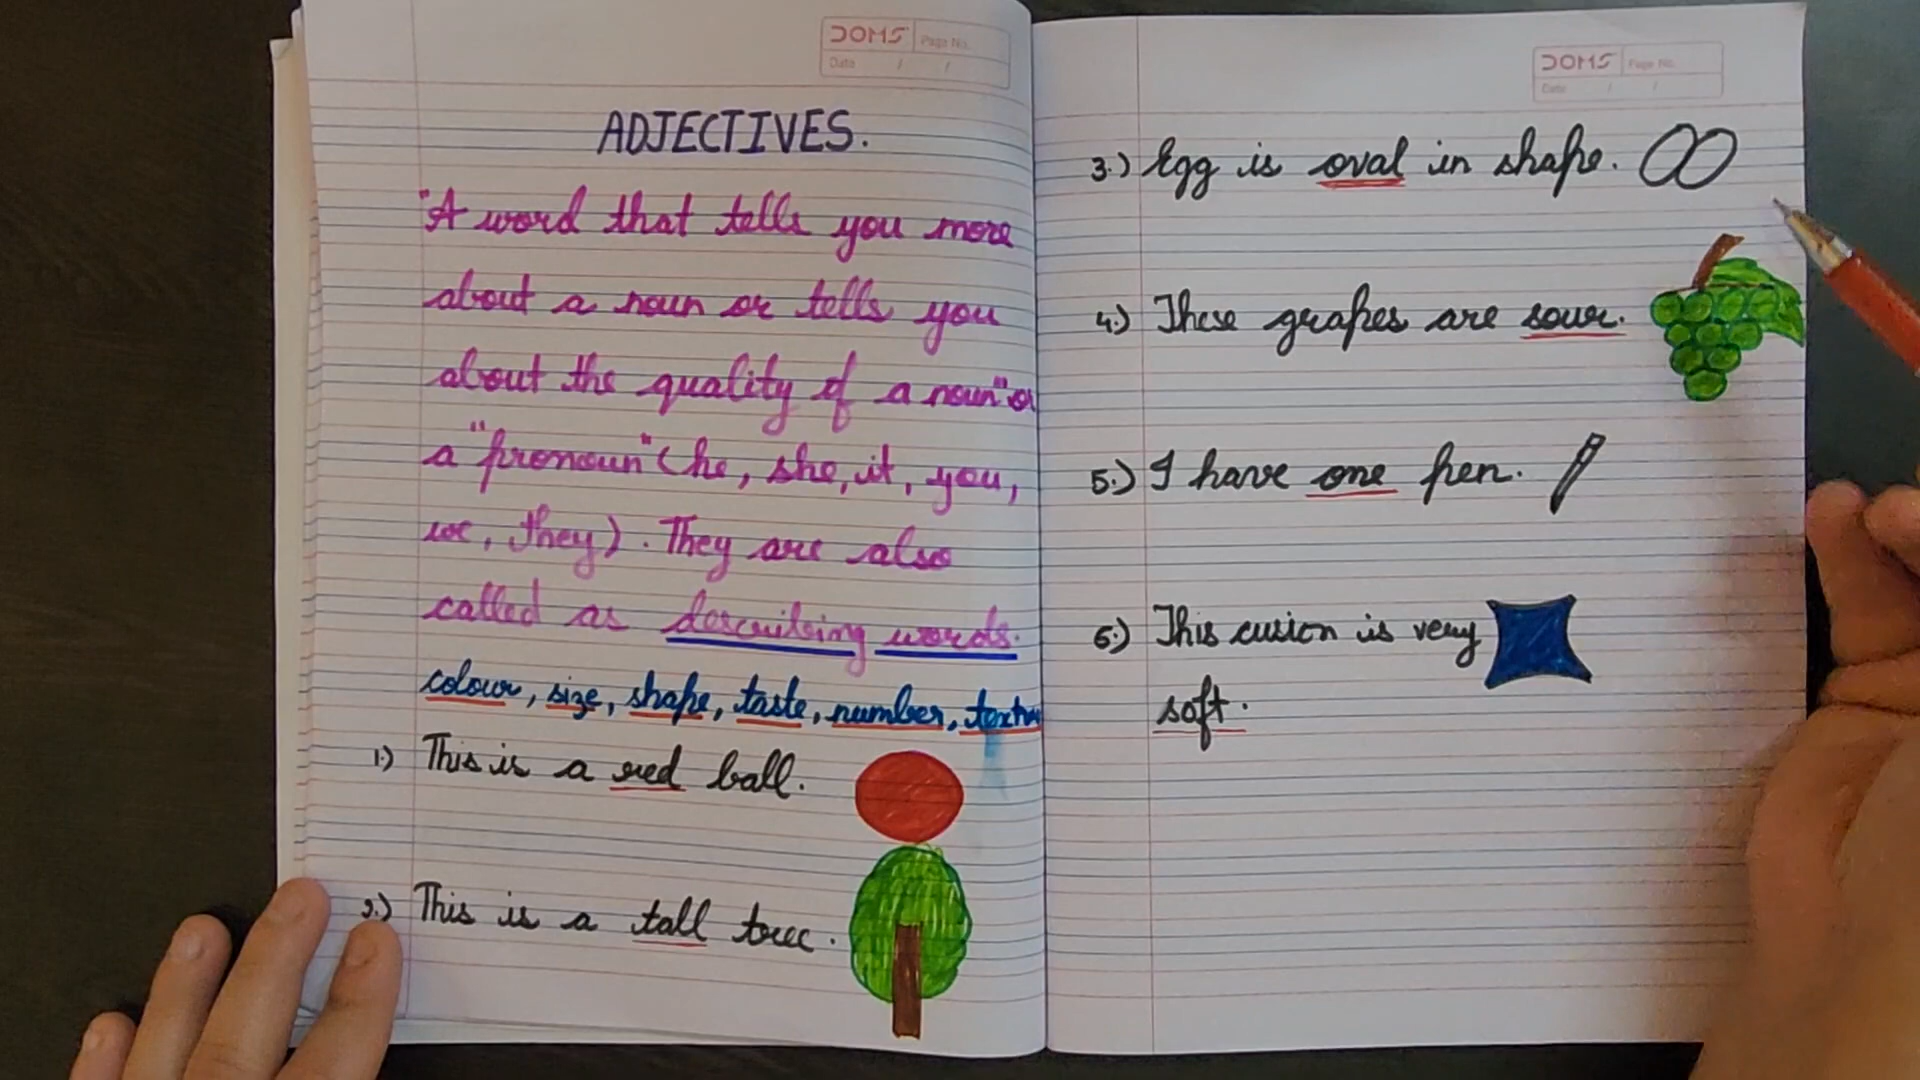 DOMS Page No.
Date / /
ADJECTIVES.
"A word that tells you more
about a noun or tells you
about the quality of a noun" or
a "pronoun" (he, she, it, you,
we, they). They are also
called as describing words.
colour, size, shape, taste, number, textu
1.) This is a red ball.
2.) This is a tall tree.
DOMS Page No.
Date / /
3.) Egg is oval in shape.
4.) These grapes are sour.
5.) I have one pen.
6.) This cusion is very
soft.